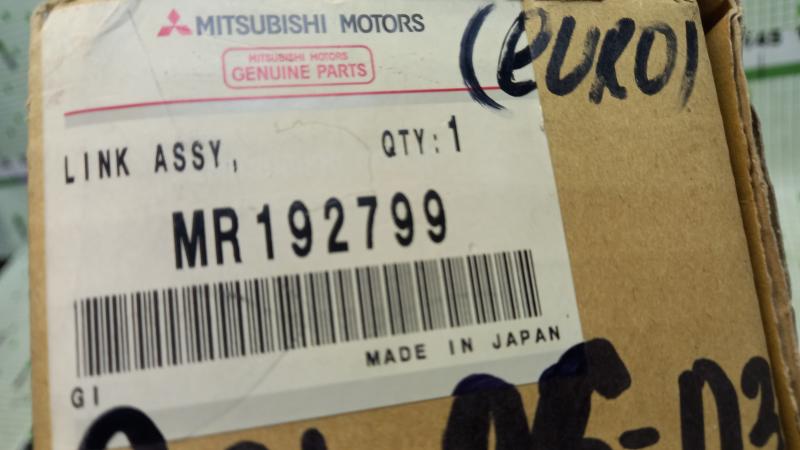 MITSUBISHI MOTORS
(EURO)
MITSUBISHI MOTORS
GENUINE PARTS
LINK ASSY, QTY: 1
MR192799
MADE IN JAPAN
GI